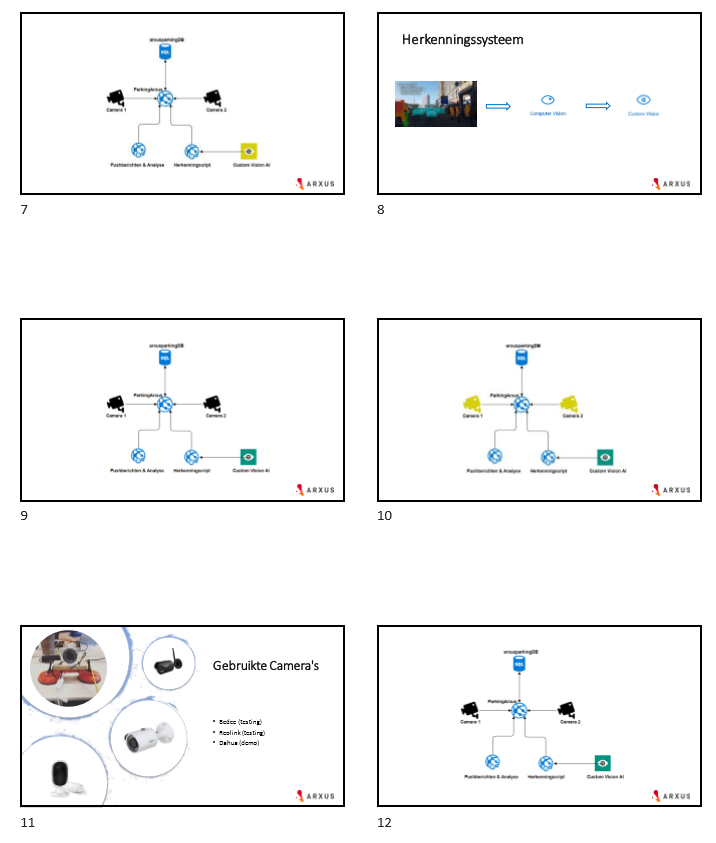 arxusparkingDB
SQL
ParkingArxus
Camera 1
Camera 2
Pushberichten & Analyse
Herkenningscript
Custom Vision AI
ARXUS
7
Herkenningssysteem
Computer Vision
Custom Vision
ARXUS
8
arxusparkingDB
SQL
ParkingArxus
Camera 1
Camera 2
Pushberichten & Analyse
Herkenningscript
Custom Vision AI
ARXUS
9
arxusparkingDB
SQL
ParkingArxus
Camera 1
Camera 2
Pushberichten & Analyse
Herkenningscript
Custom Vision AI
ARXUS
10
Gebruikte Camera's
(testing)
• Reolink (testing)
• Dahua (demo)
ARXUS
11
arxusparkingDB
SQL
ParkingArxus
Camera 1
Camera 2
Pushberichten & Analyse
Herkenningscript
Custom Vision AI
ARXUS
12